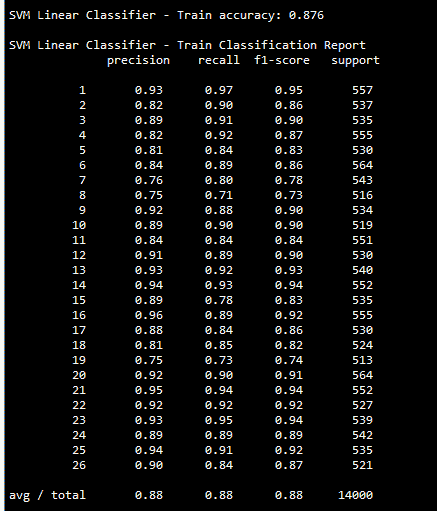 SVM Linear Classifier - Train accuracy: 0.876
SVM Linear Classifier - Train Classification Report
precision recall f1-score support
1 0.93 0.97 0.95 557
2 0.82 0.90 0.86 537
3 0.89 0.91 0.90 535
4 0.82 0.92 0.87 555
5 0.81 0.84 0.83 530
6 0.84 0.89 0.86 564
7 0.76 0.80 0.78 543
8 0.75 0.71 0.73 516
9 0.92 0.88 0.90 534
10 0.89 0.90 0.90 519
11 0.84 0.84 0.84 551
12 0.91 0.89 0.90 530
13 0.93 0.92 0.93 540
14 0.94 0.93 0.94 552
15 0.89 0.78 0.83 535
16 0.96 0.89 0.92 555
17 0.88 0.84 0.86 530
18 0.81 0.85 0.82 524
19 0.75 0.73 0.74 513
20 0.92 0.90 0.91 564
21 0.95 0.94 0.94 552
22 0.92 0.92 0.92 527
23 0.93 0.95 0.94 539
24 0.89 0.89 0.89 542
25 0.94 0.91 0.92 535
26 0.90 0.84 0.87 521
avg / total 0.88 0.88 0.88 14000